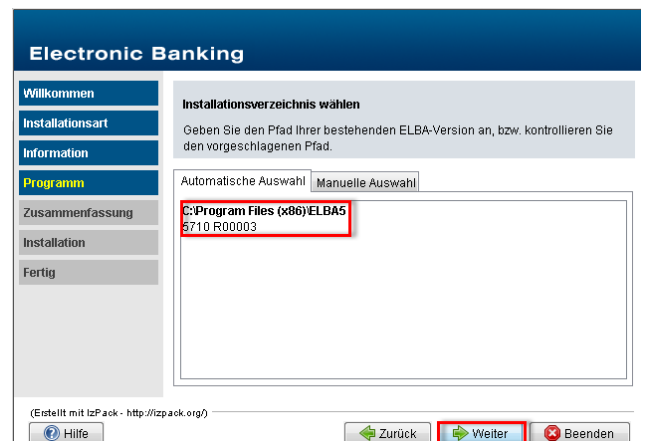 Electronic Banking
Willkommen
Installationsart
Information
Programm
Zusammenfassung
Installation
Fertig
Installationsverzeichnis wählen
Geben Sie den Pfad Ihrer bestehenden ELBA-Version an, bzw. kontrollieren Sie
den vorgeschlagenen Pfad.
Automatische Auswahl
Manuelle Auswahl
C:\Program Files (x86)\ELBA5
5710 R00003
(Erstellt mit IzPack - http://izpack.org/)
Hilfe
Zurück
Weiter
Beenden